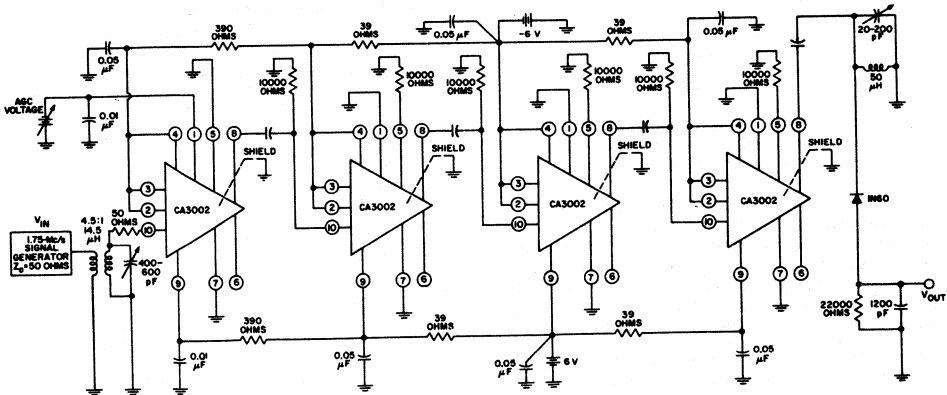 390
OHMS
39
OHMS
0.05 µF
-6 V
39
OHMS
0.05 µF
20-200
pF
0.05
µF
10000
OHMS
10000
OHMS
10000
OHMS
10000
OHMS
10000
OHMS
10000
OHMS
50
µH
AGC
VOLTAGE
0.01
µF
4 1 5 8
4 1 5 8
4 1 5 8
4 1 5 8
SHIELD
SHIELD
SHIELD
SHIELD
3
2
10
CA3002
9 7 6
3
2
10
CA3002
9 7 6
3
2
10
CA3002
9 7 6
3
2
10
CA3002
9 7 6
IN60
VIN
1.75-Mc/s
SIGNAL
GENERATOR
Zo=50 OHMS
4.5:1
14.5
µH
50
OHMS
400-
600
pF
VOUT
22000
OHMS
1200
pF
390
OHMS
39
OHMS
39
OHMS
0.01
µF
0.05
µF
0.05
µF
6 V
0.05
µF